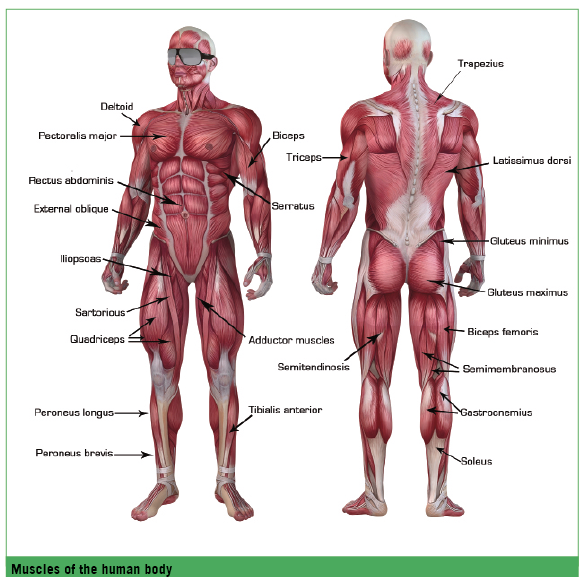 Trapezius
Deltoid
Pectoralis major
Biceps
Triceps
Latissimus dorsi
Rectus abdominis
Serratus
External oblique
Gluteus minimus
Iliopsoas
Gluteus maximus
Sartorious
Quadriceps
Adductor muscles
Biceps femoris
Semitendinosis
Semimembranosus
Peroneus longus
Tibialis anterior
Gastrocnemius
Peroneus brevis
Soleus
Muscles of the human body